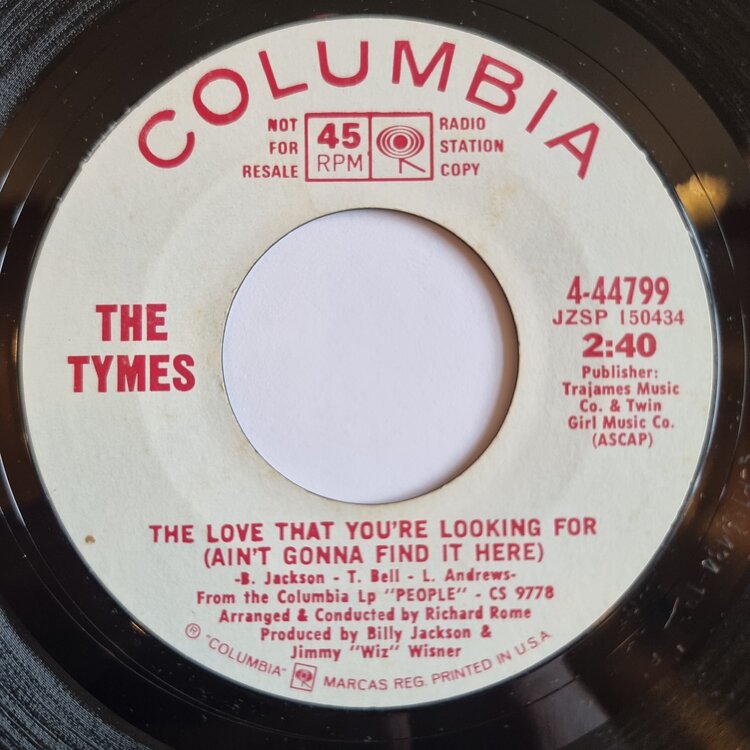 COLUMBIA
NOT
FOR
RESALE
45
RPM
RADIO
STATION
COPY
THE
TYMES
4-44799
JZSP 150434
2:40
Publisher:
Trajames Music
Co. & Twin
Girl Music Co.
(ASCAP)
THE LOVE THAT YOU'RE LOOKING FOR
(AIN'T GONNA FIND IT HERE)
-B. Jackson - T. Bell - L. Andrews-
From the Columbia Lp "PEOPLE" - CS 9778
Arranged & Conducted by Richard Rome
Produced by Billy Jackson &
Jimmy "Wiz" Wisner
Ⓟ "COLUMBIA" MARCAS REG. PRINTED IN U.S.A.